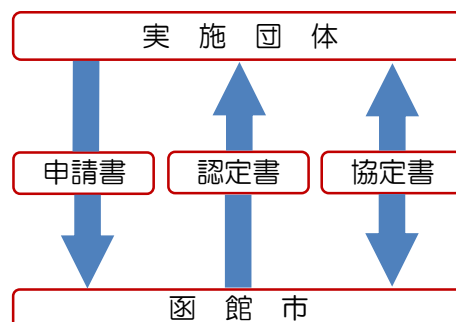 実 施 団 体
申請書
認定書
協定書
函 館 市